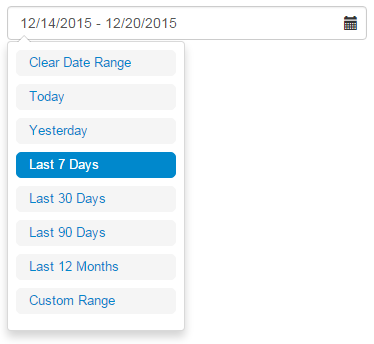 12/14/2015 - 12/20/2015
Clear Date Range
Today
Yesterday
Last 7 Days
Last 30 Days
Last 90 Days
Last 12 Months
Custom Range